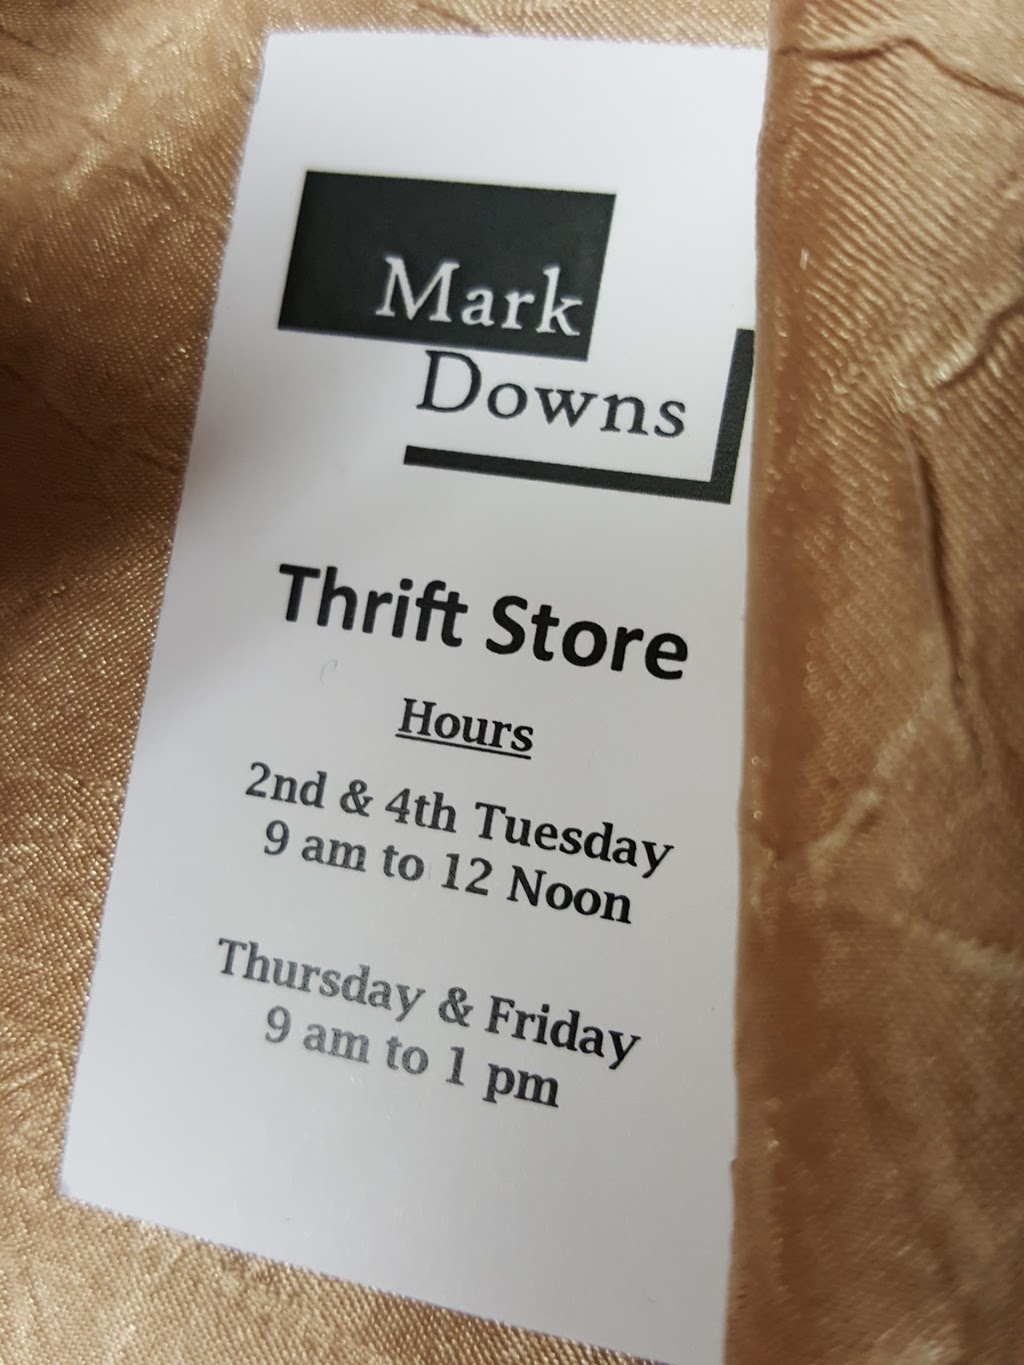 Mark
Downs
Thrift Store
Hours
2nd & 4th Tuesday
9 am to 12 Noon
Thursday & Friday
9 am to 1 pm